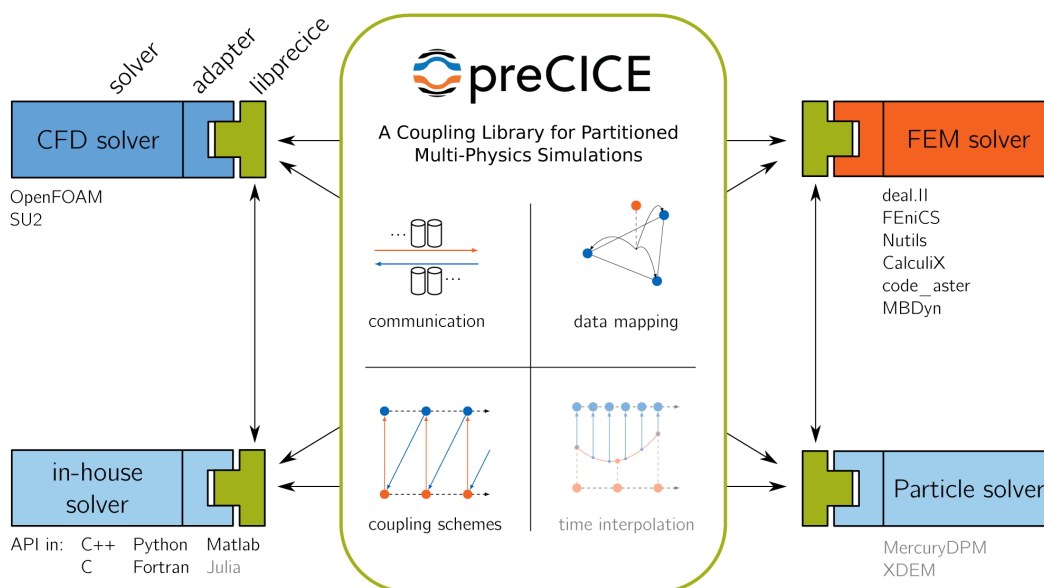 solver
adapter
libprecice
preCICE
A Coupling Library for Partitioned
Multi-Physics Simulations
CFD solver
OpenFOAM
SU2
FEM solver
deal.II
FEniCS
Nutils
CalculiX
code_aster
MBDyn
...
...
communication
data mapping
coupling schemes
time interpolation
in-house
solver
API in: C++ Python Matlab
C Fortran Julia
Particle solver
MercuryDPM
XDEM